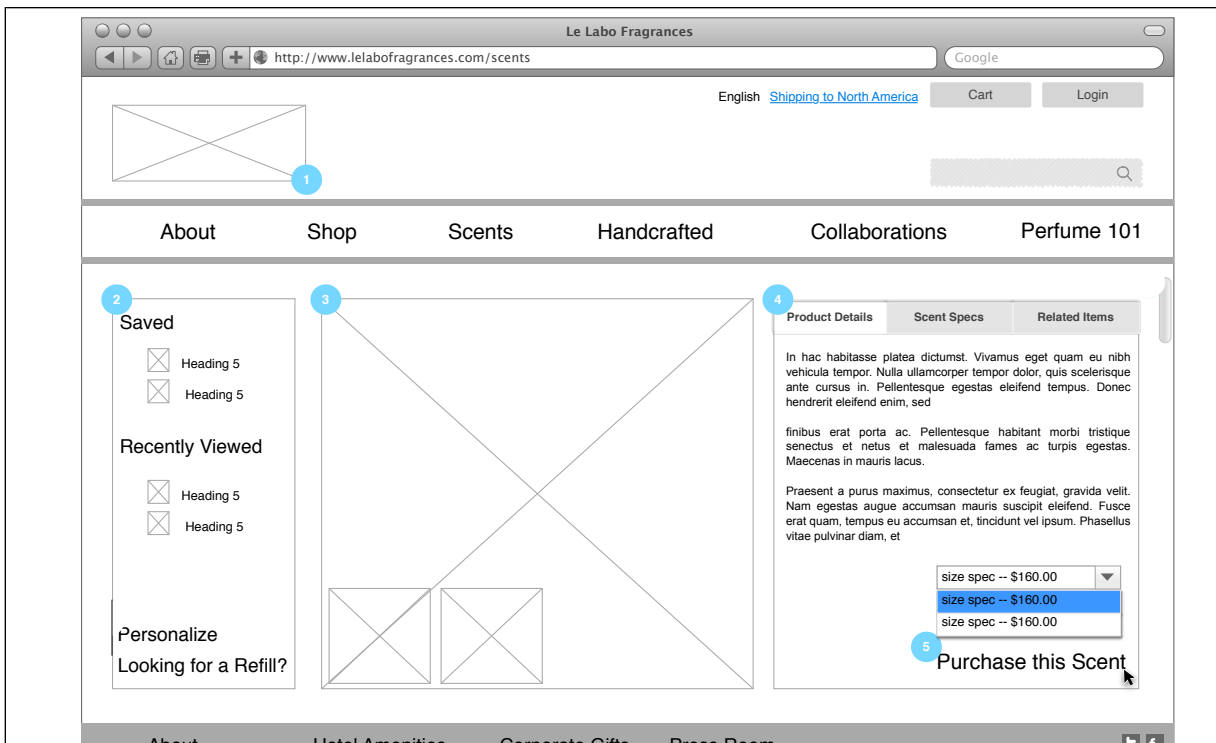 Le Labo Fragrances
http://www.lelabofragrances.com/scents
Google
English Shipping to North America Cart Login
1
About Shop Scents Handcrafted Collaborations Perfume 101
2
Saved
Heading 5
Heading 5
Recently Viewed
Heading 5
Heading 5
Personalize
Looking for a Refill?
3
4
Product Details Scent Specs Related Items
In hac habitasse platea dictumst. Vivamus eget quam eu nibh
vehicula tempor. Nulla ullamcorper tempor dolor, quis scelerisque
ante cursus in. Pellentesque egestas eleifend tempus. Donec
hendrerit eleifend enim, sed
finibus erat porta ac. Pellentesque habitant morbi tristique
senectus et netus et malesuada fames ac turpis egestas.
Maecenas in mauris lacus.
Praesent a purus maximus, consectetur ex feugiat, gravida velit.
Nam egestas augue accumsan mauris suscipit eleifend. Fusce
erat quam, tempus eu accumsan et, tincidunt vel ipsum. Phasellus
vitae pulvinar diam, et
size spec -- $160.00
size spec -- $160.00
size spec -- $160.00
5
Purchase this Scent
About Hotel Amenities Corporate Gifts Press Room